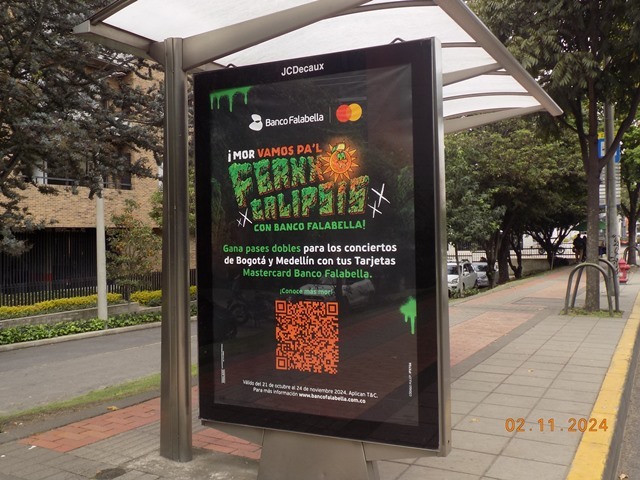 JCDecaux
Banco Falabella
¡MOR VAMOS PA'L
FERXXO
CALIPSIS
CON BANCO FALABELLA!
Gana pases dobles para los conciertos
de Bogotá y Medellín con tus Tarjetas
Mastercard Banco Falabella.
¡Conoce más aquí!
Válido del 21 de octubre al 24 de noviembre 2024. Aplican T&C.
Para más información www.bancofalabella.com.co
02.11.2024